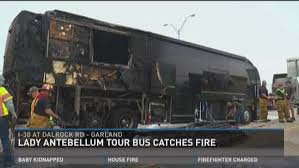 I-30 AT DALROCK RD - GARLAND
LADY ANTEBELLUM TOUR BUS CATCHES FIRE
BABY KIDNAPPED HOUSE FIRE FIREFIGHTER CHARGED